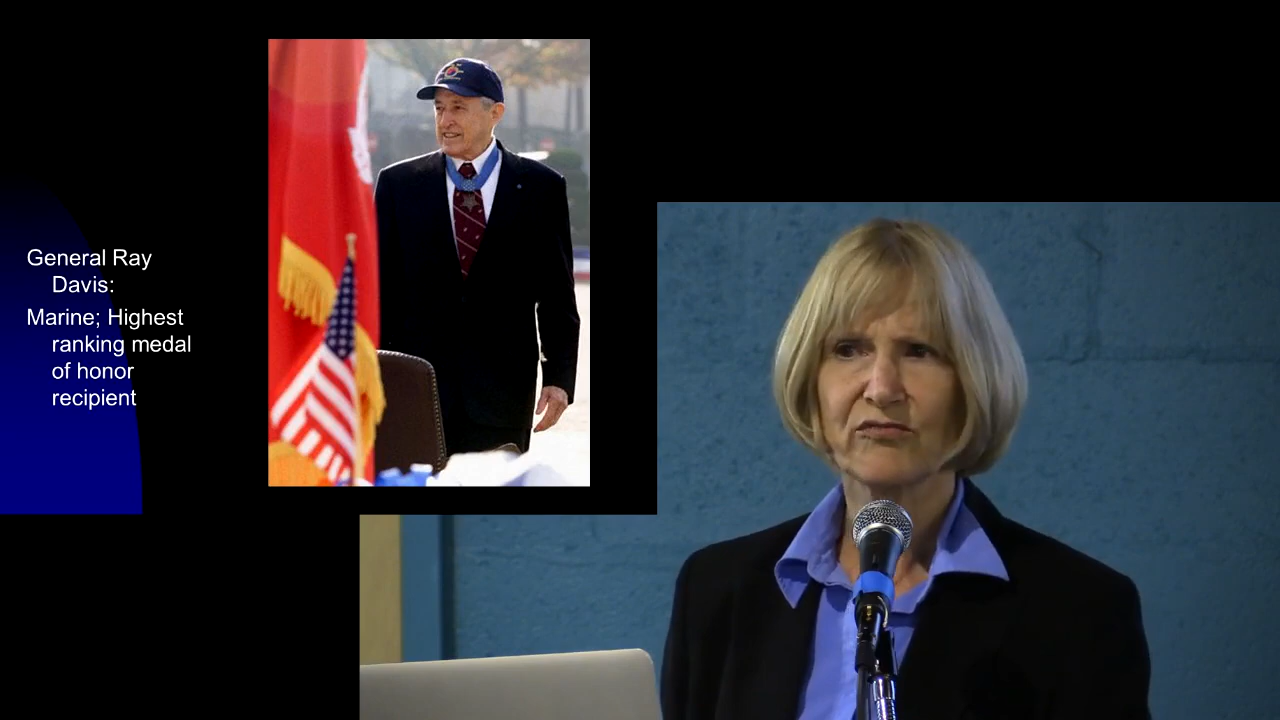 General Ray
Davis:
Marine; Highest
ranking medal
of honor
recipient